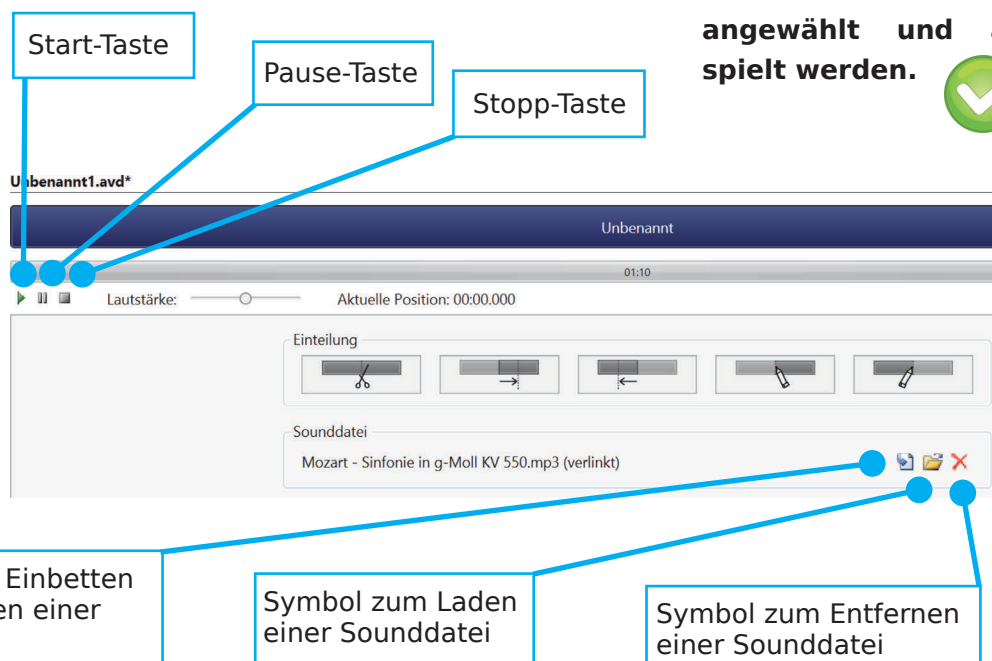 angewählt und
spielt werden.
Start-Taste
Pause-Taste
Stopp-Taste
Unbenannt1.avd*
Unbenannt
01:10
Lautstärke:
Aktuelle Position: 00:00.000
Einteilung
Sounddatei
Mozart - Sinfonie in g-Moll KV 550.mp3 (verlinkt)
Einbetten
einer
Symbol zum Laden
einer Sounddatei
Symbol zum Entfernen
einer Sounddatei